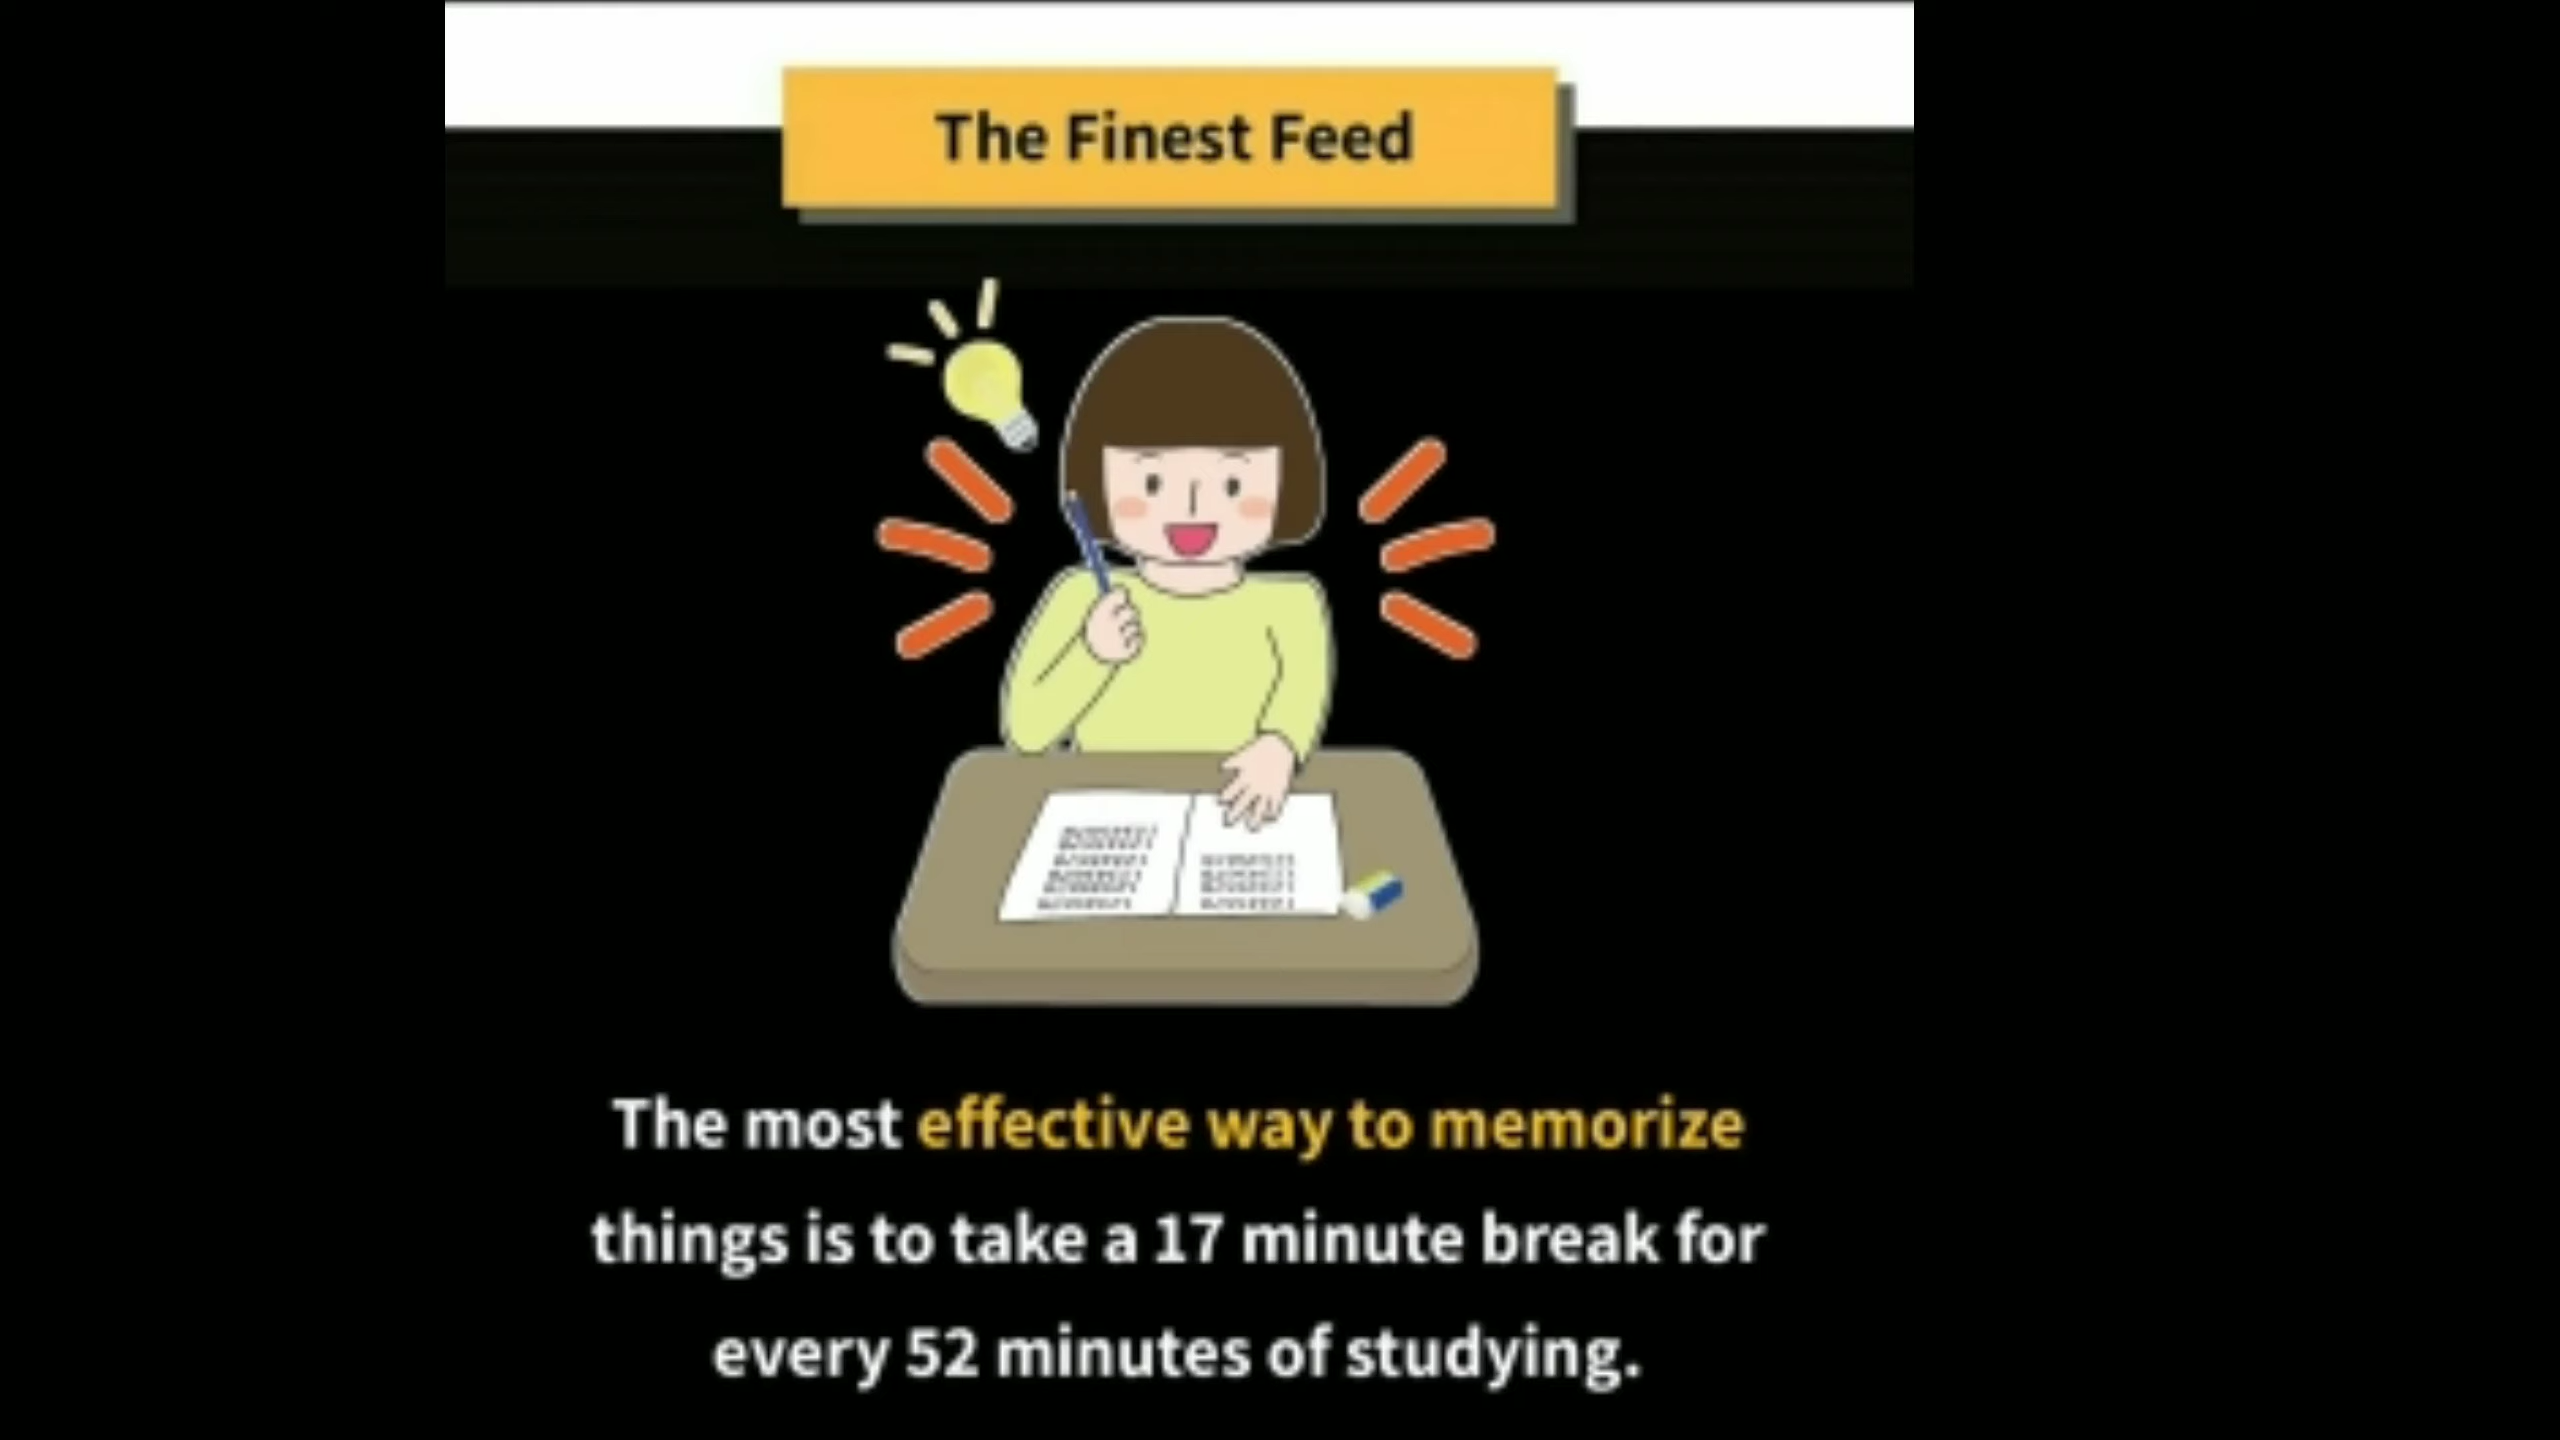 The Finest Feed
The most effective way to memorize
things is to take a 17 minute break for
every 52 minutes of studying.